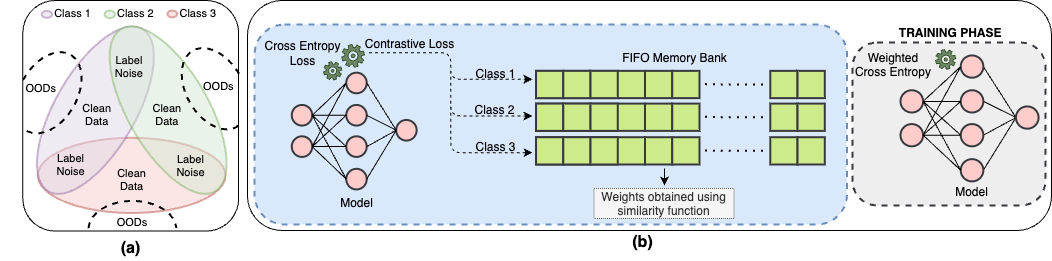 Class 1 Class 2 Class 3
Label
Noise
OODs
OODs
Clean
Data
Clean
Data
Label
Noise
Clean
Data
Label
Noise
OODs
(a)
Cross Entropy
Loss
Contrastive Loss
Model
Class 1
Class 2
Class 3
FIFO Memory Bank
Weights obtained using
similarity function
(b)
TRAINING PHASE
Weighted
Cross Entropy
Model